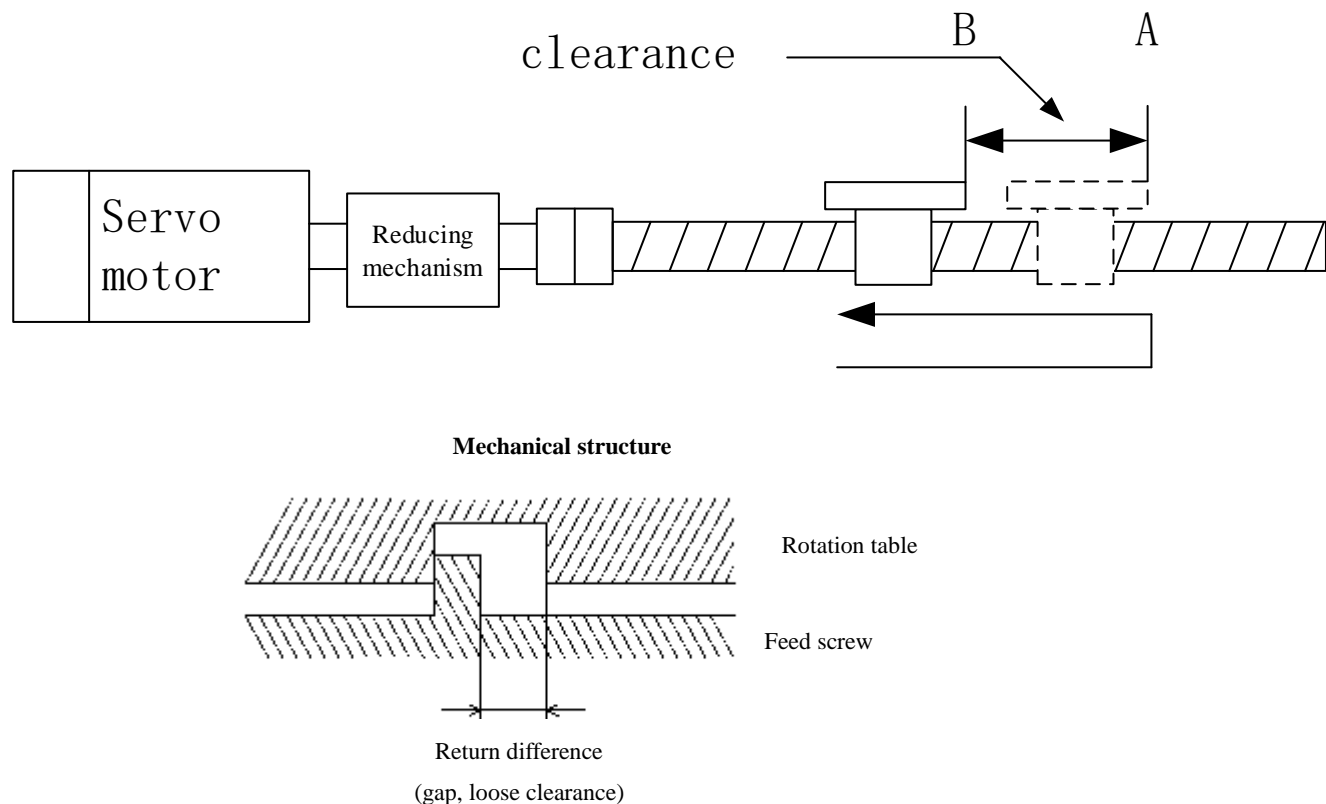 B A
clearance
Servo
motor
Reducing
mechanism
Mechanical structure
Rotation table
Feed screw
Return difference
(gap, loose clearance)